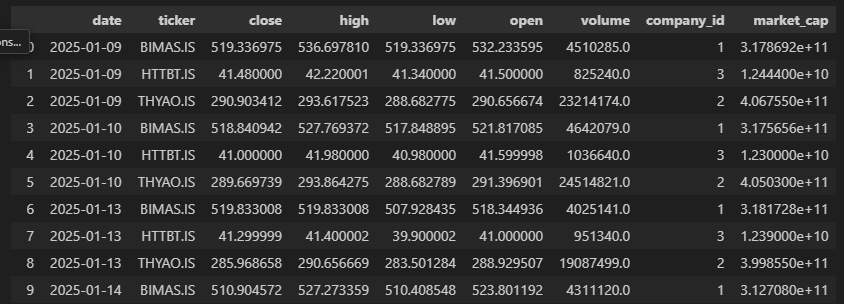 date ticker close high low open volume company_id market_cap
ons...
0 2025-01-09 BIMAS.IS 519.336975 536.697810 519.336975 532.233595 4510285.0 1 3.178692e+11
1 2025-01-09 HTTBT.IS 41.480000 42.220001 41.340000 41.500000 825240.0 3 1.244400e+10
2 2025-01-09 THYAO.IS 290.903412 293.617523 288.682775 290.656674 23214174.0 2 4.067550e+11
3 2025-01-10 BIMAS.IS 518.840942 527.769372 517.848895 521.817085 4642079.0 1 3.175656e+11
4 2025-01-10 HTTBT.IS 41.000000 41.980000 40.980000 41.599998 1036640.0 3 1.230000e+10
5 2025-01-10 THYAO.IS 289.669739 293.864275 288.682789 291.396901 24514821.0 2 4.050300e+11
6 2025-01-13 BIMAS.IS 519.833008 519.833008 507.928435 518.344936 4025141.0 1 3.181728e+11
7 2025-01-13 HTTBT.IS 41.299999 41.400002 39.900002 41.000000 951340.0 3 1.239000e+10
8 2025-01-13 THYAO.IS 285.968658 290.656669 283.501284 288.929507 19087499.0 2 3.998550e+11
9 2025-01-14 BIMAS.IS 510.904572 527.273359 510.408548 523.801192 4311120.0 1 3.127080e+11